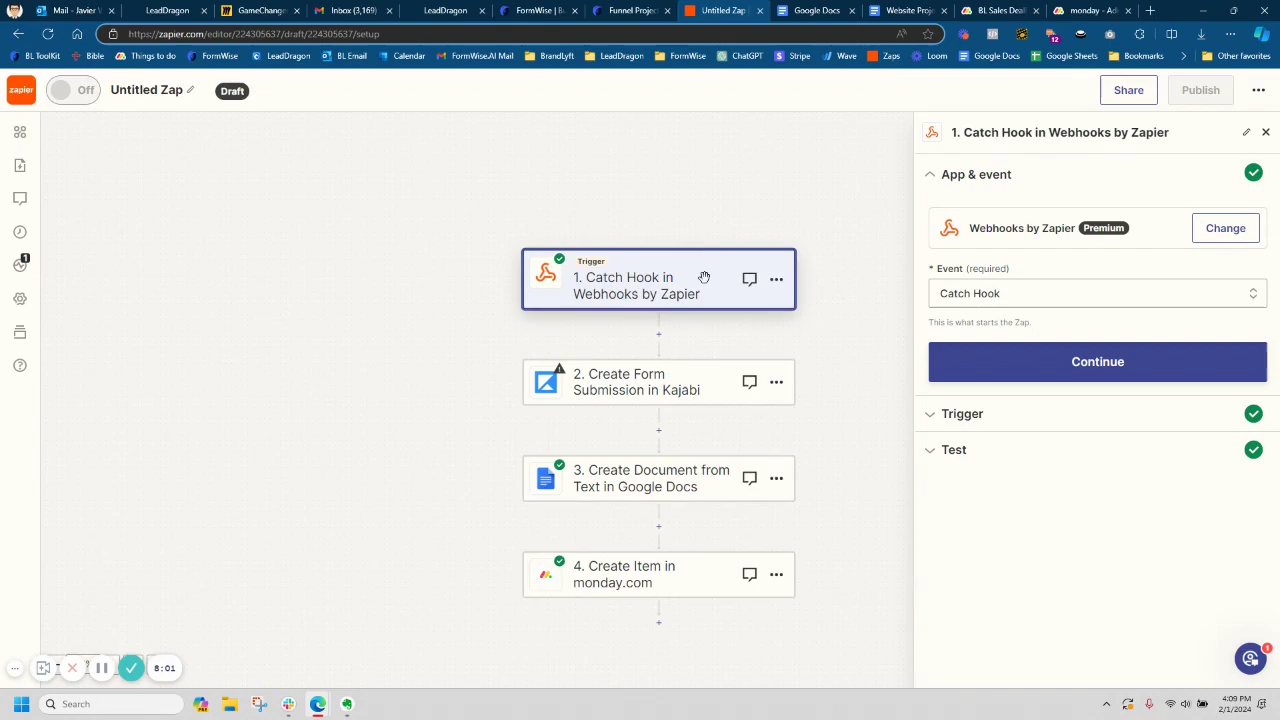 Mail - Javier V
LeadDragon
GameChange
Inbox (3,169)
LeadDragon
FormWise | Bu
Funnel Projec
Untitled Zap |
Google Docs
Website Proje
BL Sales Deal
monday - Adr
https://zapier.com/editor/224305637/draft/224305637/setup
12
BL ToolKit
Bible
Things to do
FormWise
LeadDragon
BL Email
Calendar
FormWise.AI Mail
BrandLyft
LeadDragon
FormWise
ChatGPT
Stripe
Wave
Zaps
Loom
Google Docs
Google Sheets
Bookmarks
Other favorites
zapier
Off
Untitled Zap
Draft
Share
Publish
1
Trigger
1. Catch Hook in
Webhooks by Zapier
2. Create Form
Submission in Kajabi
3. Create Document from
Text in Google Docs
4. Create Item in
monday.com
1. Catch Hook in Webhooks by Zapier
App & event
Webhooks by Zapier
Premium
Change
* Event (required)
Catch Hook
This is what starts the Zap.
Continue
Trigger
Test
1
8:01
Search
4:09 PM
2/1/2024